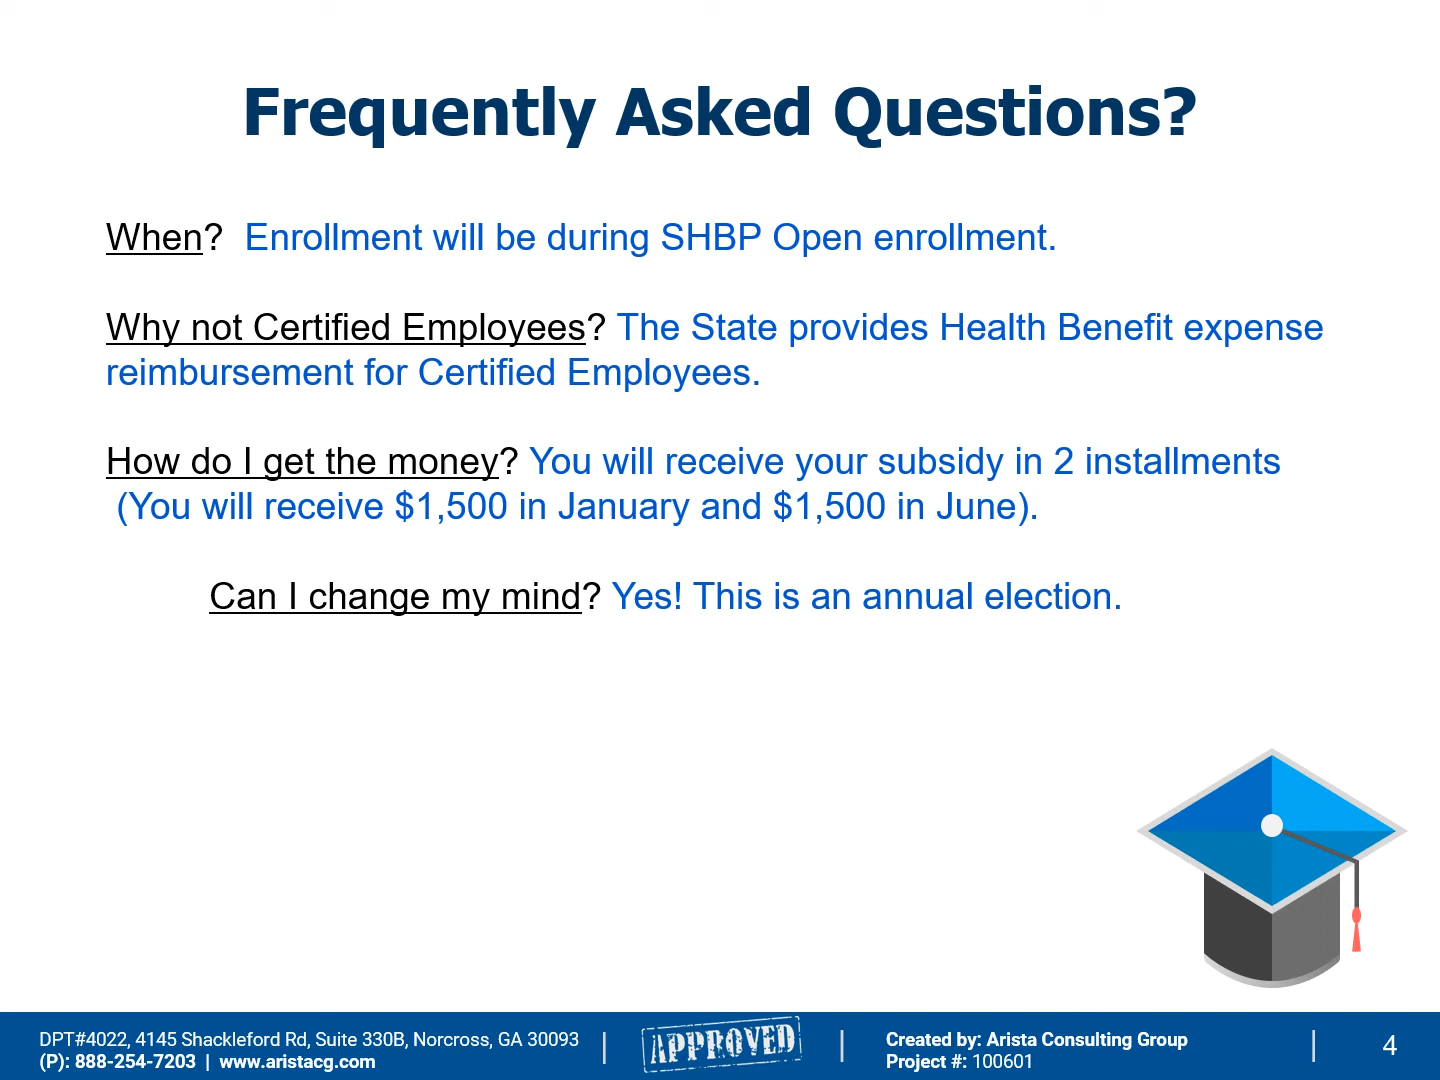 Frequently Asked Questions?
When?  Enrollment will be during SHBP Open enrollment.
Why not Certified Employees? The State provides Health Benefit expense
reimbursement for Certified Employees.
How do I get the money? You will receive your subsidy in 2 installments
(You will receive $1,500 in January and $1,500 in June).
Can I change my mind? Yes! This is an annual election.
DPT#4022, 4145 Shackleford Rd, Suite 330B, Norcross, GA 30093
(P): 888-254-7203 | www.aristacg.com
APPROVED
Created by: Arista Consulting Group
Project #: 100601
4